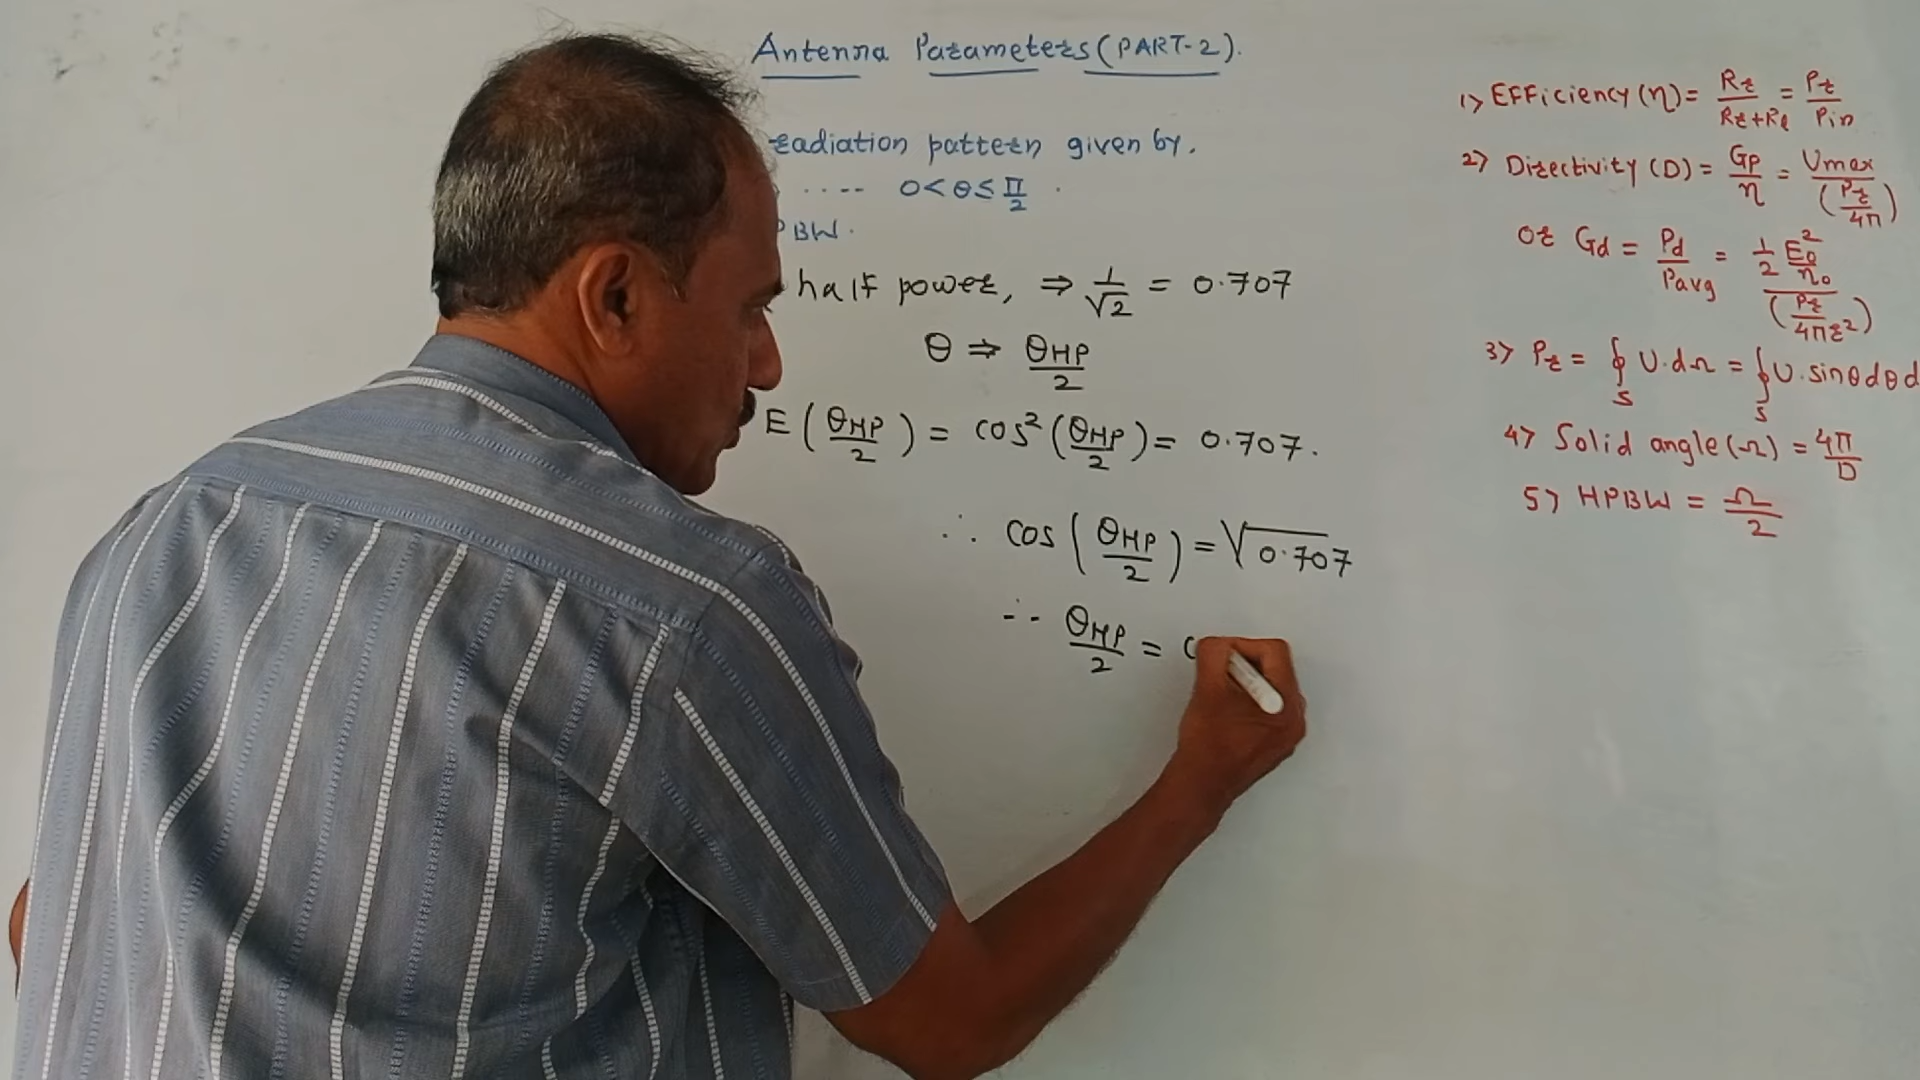 Antenna Parameters (PART-2).
radiation pattern given by.
.... 0 < θ ≤ π/2 .
PBW.
half power, ⇒ 1/√2 = 0.707
θ ⇒ θHP/2
E (θHP/2) = cos² (θHP/2) = 0.707.
∴ cos (θHP/2) = √0.707
∴ θHP/2 = c
1) EFFiciency (η) = Rr/Rr+Rl = Pr/Pin
2) Directivity (D) = Gp/η = Umax/(Pr/4π)
or Gd = Pd/Pavg = 1/2 E0²/η0/(Pr/4πr²)
3) Pr = ∮s U.dΩ = ∮s U.sinθdθd
4) Solid angle (Ω) = 4π/D
5) HPBW = Ω/2